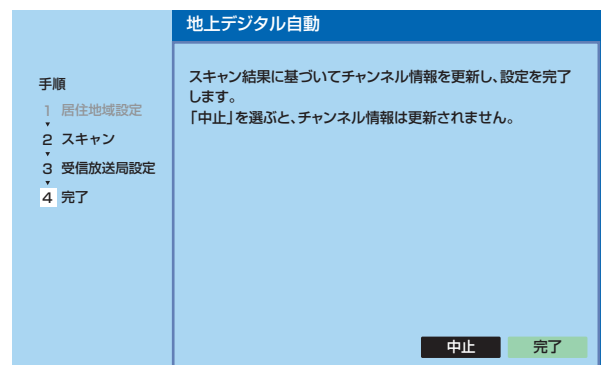 地上デジタル自動
手順
1 居住地域設定
2 スキャン
3 受信放送局設定
4 完了
スキャン結果に基づいてチャンネル情報を更新し、設定を完了
します。
「中止」を選ぶと、チャンネル情報は更新されません。
中止 完了